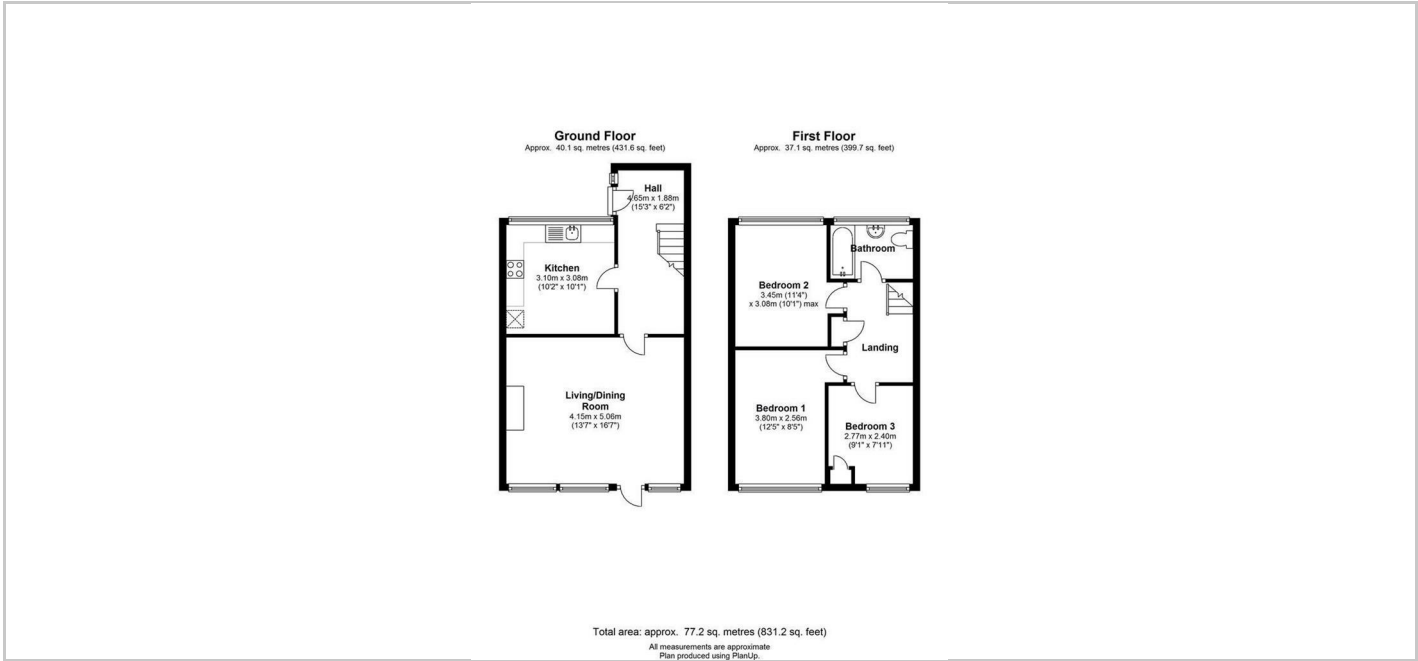 Ground Floor
Approx. 40.1 sq. metres (431.6 sq. feet)
Hall
4.65m x 1.88m
(15'3" x 6'2")
Kitchen
3.10m x 3.08m
(10'2" x 10'1")
Living/Dining
Room
4.15m x 5.06m
(13'7" x 16'7")
First Floor
Approx. 37.1 sq. metres (399.7 sq. feet)
Bathroom
Bedroom 2
3.45m (11'4")
x 3.08m (10'1") max
Landing
Bedroom 1
3.80m x 2.56m
(12'5" x 8'5")
Bedroom 3
2.77m x 2.40m
(9'1" x 7'11")
Total area: approx. 77.2 sq. metres (831.2 sq. feet)
All measurements are approximate
Plan produced using PlanUp.